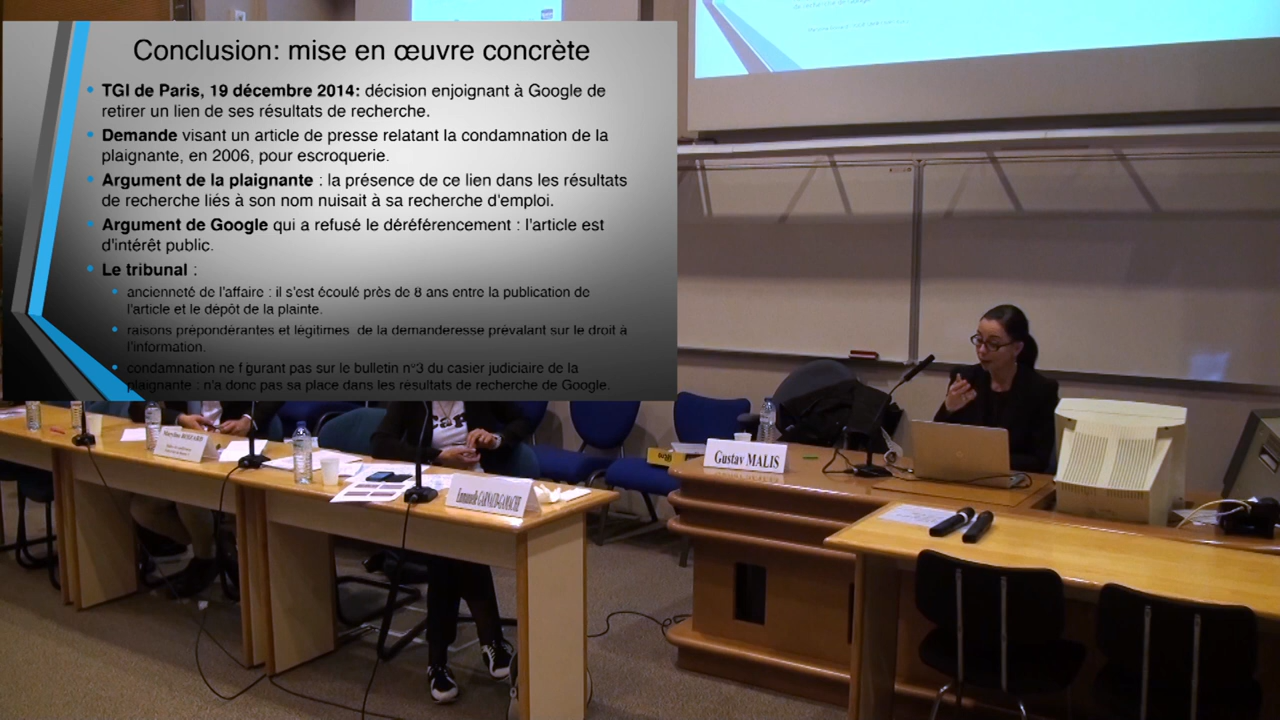 Conclusion: mise en œuvre concrète
• TGI de Paris, 19 décembre 2014: décision enjoignant à Google de
retirer un lien de ses résultats de recherche.
• Demande visant un article de presse relatant la condamnation de la
plaignante, en 2006, pour escroquerie.
• Argument de la plaignante : la présence de ce lien dans les résultats
de recherche liés à son nom nuisait à sa recherche d'emploi.
• Argument de Google qui a refusé le déréférencement : l'article est
d'intérêt public.
• Le tribunal :
• ancienneté de l'affaire : il s'est écoulé près de 8 ans entre la publication de
l'article et le dépôt de la plainte.
• raisons prépondérantes et légitimes de la demanderesse prévalant sur le droit à
l'information.
• condamnation ne figurant pas sur le bulletin n°3 du casier judiciaire de la
plaignante : n'a donc pas sa place dans les résultats de recherche de Google.
Gustav MALIS
Emmanuelle GARNAUD-GAMACHE